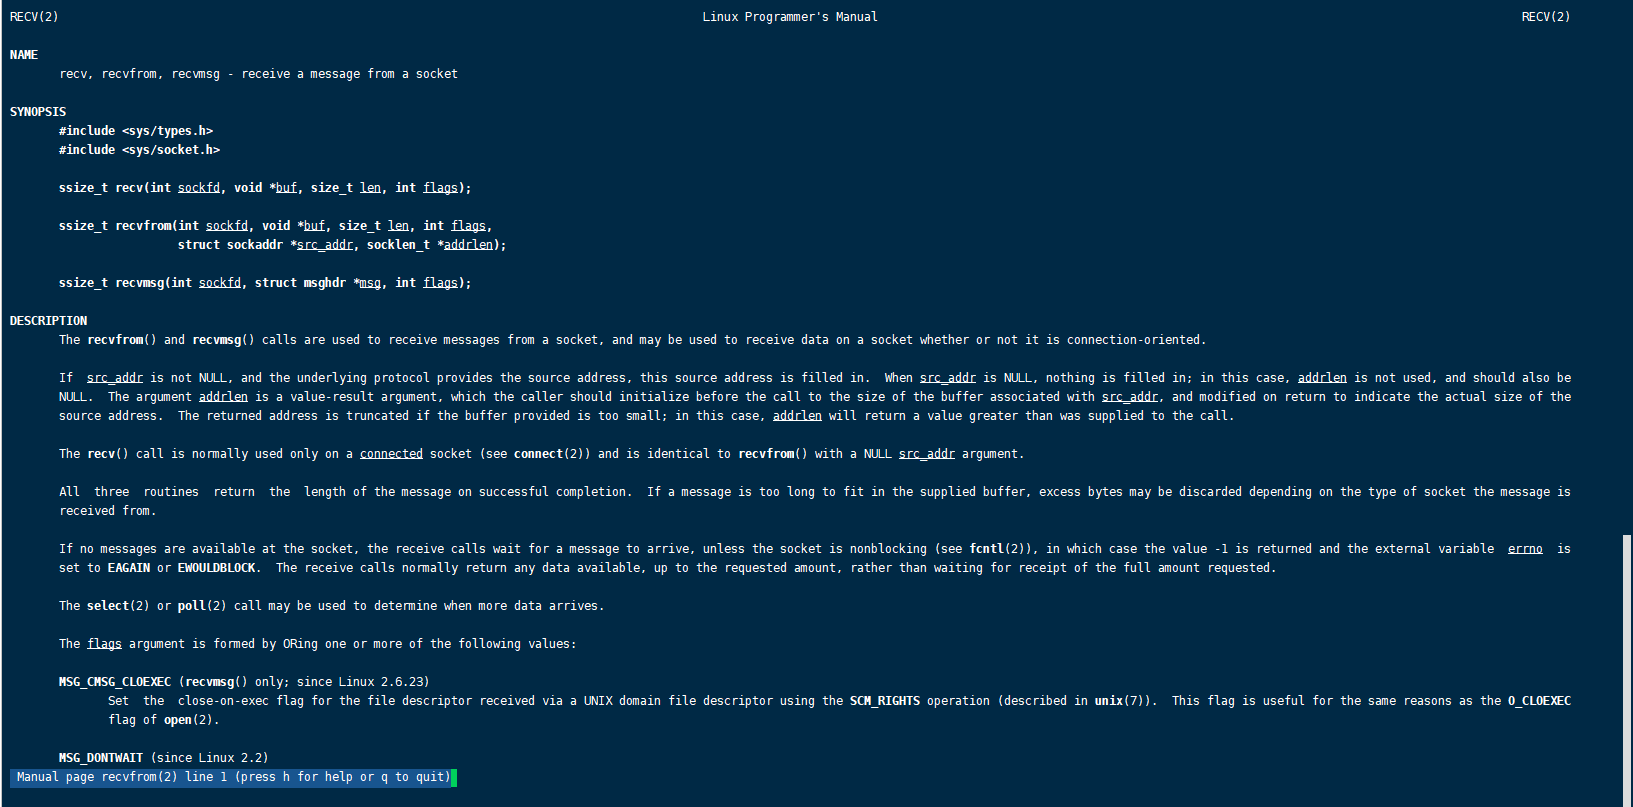 RECV(2) Linux Programmer's Manual RECV(2)
NAME
recv, recvfrom, recvmsg - receive a message from a socket
SYNOPSIS
#include <sys/types.h>
#include <sys/socket.h>
ssize_t recv(int sockfd, void *buf, size_t len, int flags);
ssize_t recvfrom(int sockfd, void *buf, size_t len, int flags,
struct sockaddr *src_addr, socklen_t *addrlen);
ssize_t recvmsg(int sockfd, struct msghdr *msg, int flags);
DESCRIPTION
The recvfrom() and recvmsg() calls are used to receive messages from a socket, and may be used to receive data on a socket whether or not it is connection-oriented.
If  src_addr is not NULL, and the underlying protocol provides the source address, this source address is filled in.  When src_addr is NULL, nothing is filled in; in this case, addrlen is not used, and should also be
NULL.  The argument addrlen is a value-result argument, which the caller should initialize before the call to the size of the buffer associated with src_addr, and modified on return to indicate the actual size of the
source address.  The returned address is truncated if the buffer provided is too small; in this case, addrlen will return a value greater than was supplied to the call.
The recv() call is normally used only on a connected socket (see connect(2)) and is identical to recvfrom() with a NULL src_addr argument.
All  three  routines  return  the  length of the message on successful completion.  If a message is too long to fit in the supplied buffer, excess bytes may be discarded depending on the type of socket the message is
received from.
If no messages are available at the socket, the receive calls wait for a message to arrive, unless the socket is nonblocking (see fcntl(2)), in which case the value -1 is returned and the external variable  errno  is
set to EAGAIN or EWOULDBLOCK.  The receive calls normally return any data available, up to the requested amount, rather than waiting for receipt of the full amount requested.
The select(2) or poll(2) call may be used to determine when more data arrives.
The flags argument is formed by ORing one or more of the following values:
MSG_CMSG_CLOEXEC (recvmsg() only; since Linux 2.6.23)
Set  the  close-on-exec flag for the file descriptor received via a UNIX domain file descriptor using the SCM_RIGHTS operation (described in unix(7)).  This flag is useful for the same reasons as the O_CLOEXEC
flag of open(2).
MSG_DONTWAIT (since Linux 2.2)
Manual page recvfrom(2) line 1 (press h for help or q to quit)